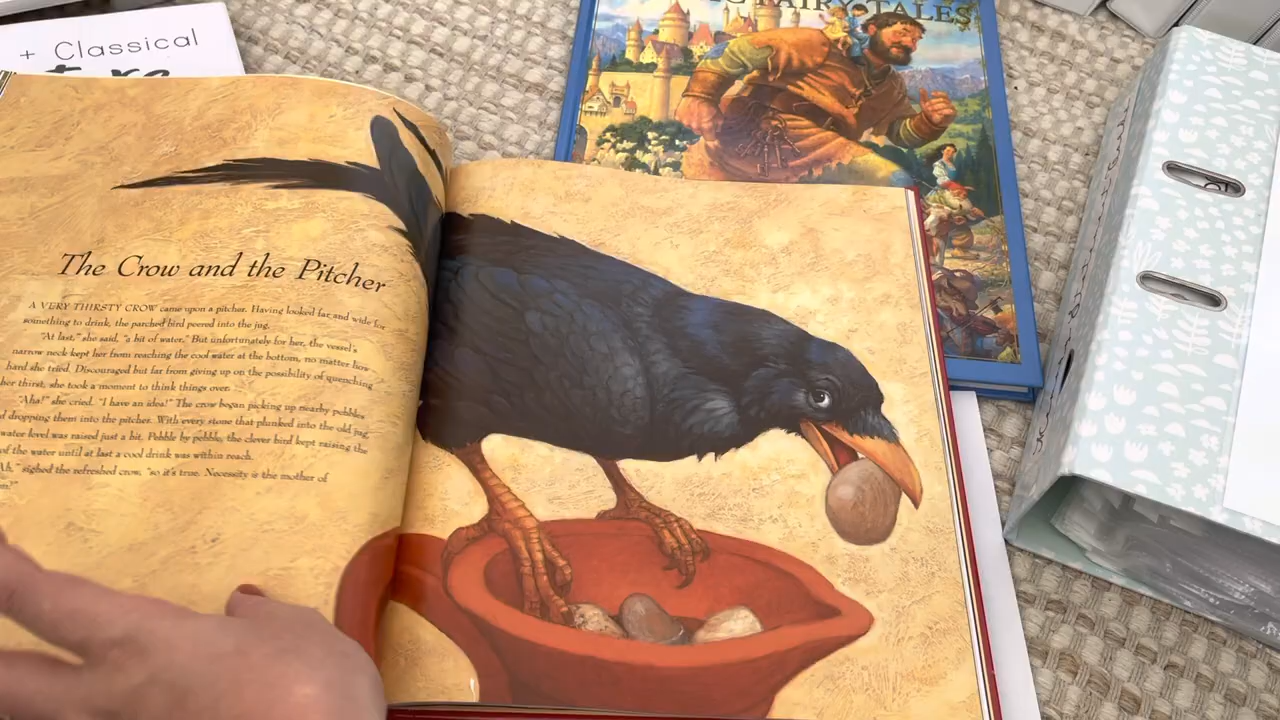 + Classical
FAIRY TALES
The Crow and the Pitcher
A VERY THIRSTY CROW came upon a pitcher. Having looked far and wide for
something to drink, the parched bird peered into the jug.
"At last," she said, "a bit of water." But unfortunately for her, the vessel's
narrow neck kept her from reaching the cool water at the bottom, no matter how
hard she tried. Discouraged but far from giving up on the possibility of quenching
her thirst, she took a moment to think things over.
"Aha!" she cried. "I have an idea!" The crow began picking up nearby pebbles
dropping them into the pitcher. With every stone that plunked into the old jug,
water level was raised just a bit. Pebble by pebble, the clever bird kept raising the
of the water until at last a cool drink was within reach.
sighed the refreshed crow, "so it's true. Necessity is the mother of